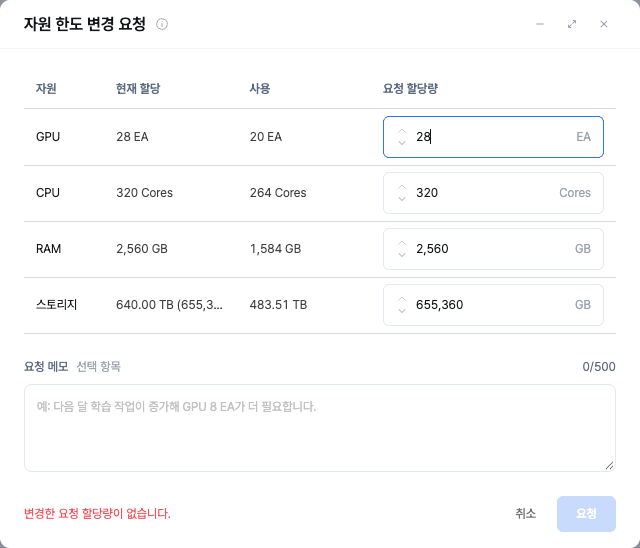 자원 한도 변경 요청
자원 현재 할당 사용 요청 할당량
GPU 28 EA 20 EA 28 EA
CPU 320 Cores 264 Cores 320 Cores
RAM 2,560 GB 1,584 GB 2,560 GB
스토리지 640.00 TB (655,3... 483.51 TB 655,360 GB
요청 메모 선택 항목 0/500
예: 다음 달 학습 작업이 증가해 GPU 8 EA가 더 필요합니다.
변경한 요청 할당량이 없습니다. 취소 요청